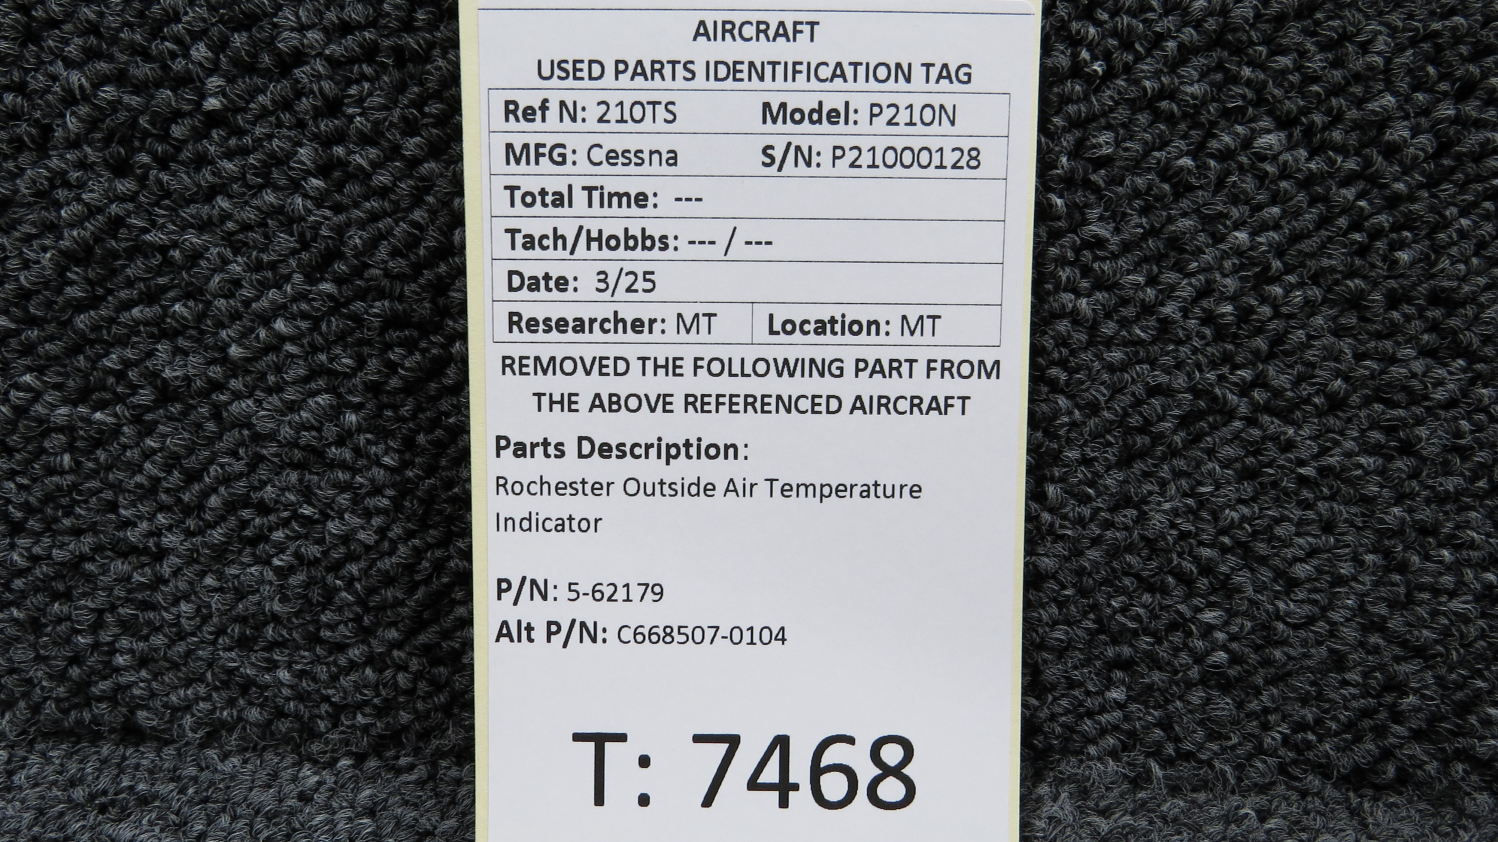 AIRCRAFT
USED PARTS IDENTIFICATION TAG
Ref N: 210TS Model: P210N
MFG: Cessna S/N: P21000128
Total Time: ---
Tach/Hobbs: --- / ---
Date: 3/25
Researcher: MT Location: MT
REMOVED THE FOLLOWING PART FROM
THE ABOVE REFERENCED AIRCRAFT
Parts Description:
Rochester Outside Air Temperature
Indicator
P/N: 5-62179
Alt P/N: C668507-0104
T: 7468